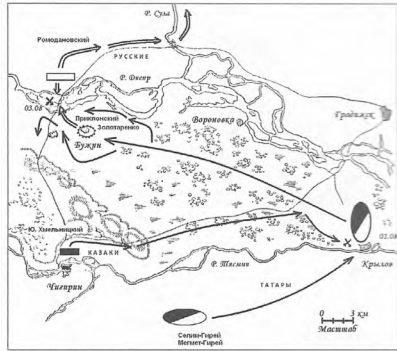 Р. Сула
Ромодановский
РУССКИЕ
Р. Днепр
03.08
Приклонский
Золотаренко
Вороновка
Градижск
Бужин
Ю. Хмельницкий
КАЗАКИ
03.08
Крылов
Р. Тясмин
Чигирин
ТАТАРЫ
Селим-Гирей
Мегмет-Гирей
0 3 км
Масштаб